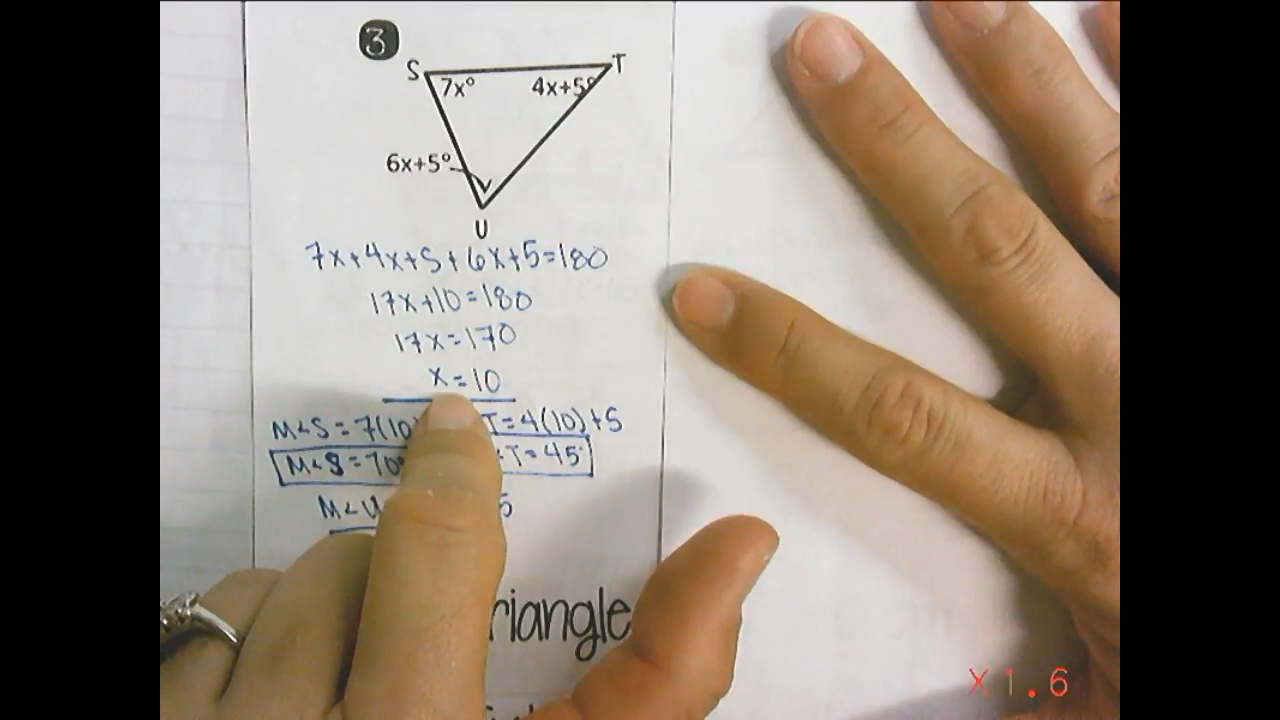 3
S T
7x° 4x+5°
6x+5°
U
7x+4x+5+6x+5=180
17x+10=180
17x=170
x=10
M<S=7(10) T=4(10)+5
M<S=70° T=45°
M<U 5
riangle
X1.6